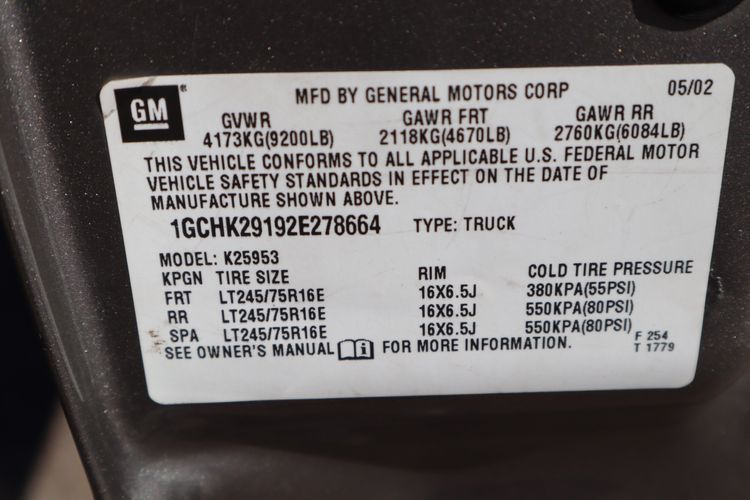 GM®
MFD BY GENERAL MOTORS CORP 05/02
GVWR GAWR FRT GAWR RR
4173KG(9200LB) 2118KG(4670LB) 2760KG(6084LB)
THIS VEHICLE CONFORMS TO ALL APPLICABLE U.S. FEDERAL MOTOR
VEHICLE SAFETY STANDARDS IN EFFECT ON THE DATE OF
MANUFACTURE SHOWN ABOVE.
1GCHK29192E278664 TYPE: TRUCK
MODEL: K25953
KPGN TIRE SIZE RIM COLD TIRE PRESSURE
FRT LT245/75R16E 16X6.5J 380KPA(55PSI)
RR LT245/75R16E 16X6.5J 550KPA(80PSI)
SPA LT245/75R16E 16X6.5J 550KPA(80PSI)
SEE OWNER'S MANUAL i FOR MORE INFORMATION.
F 254
T 1779